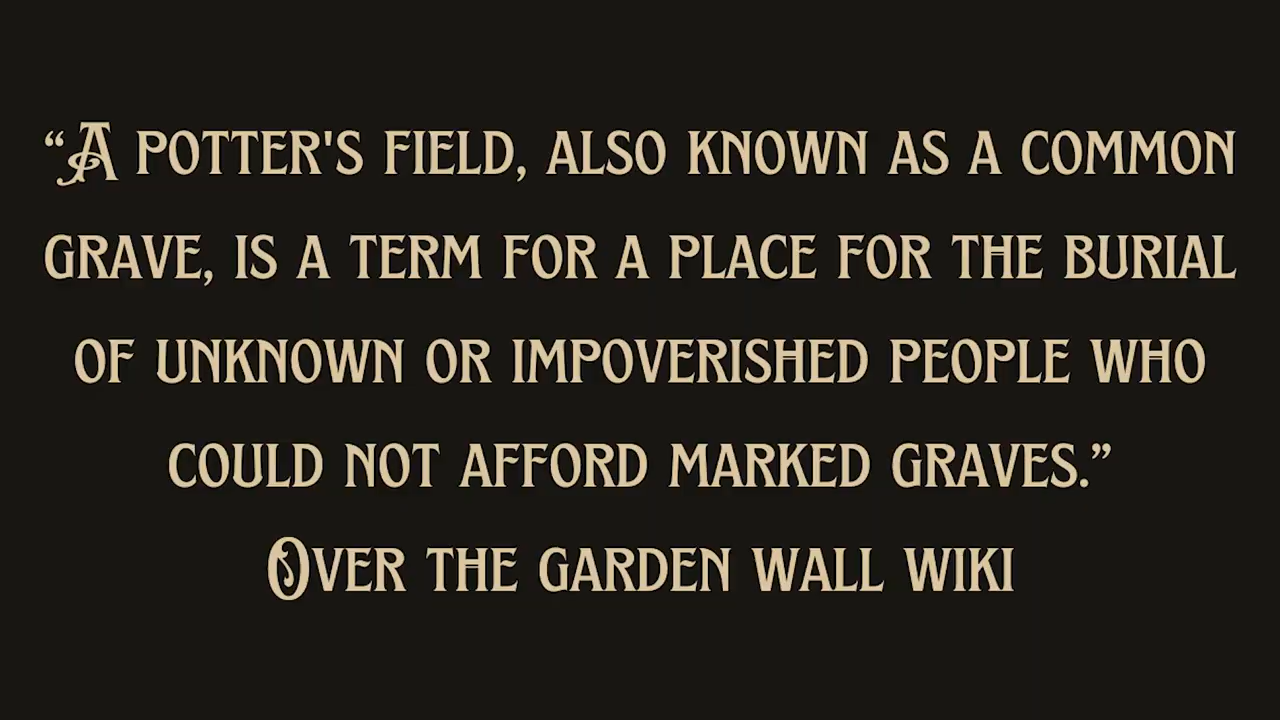 “A POTTER'S FIELD, ALSO KNOWN AS A COMMON
GRAVE, IS A TERM FOR A PLACE FOR THE BURIAL
OF UNKNOWN OR IMPOVERISHED PEOPLE WHO
COULD NOT AFFORD MARKED GRAVES.”
OVER THE GARDEN WALL WIKI